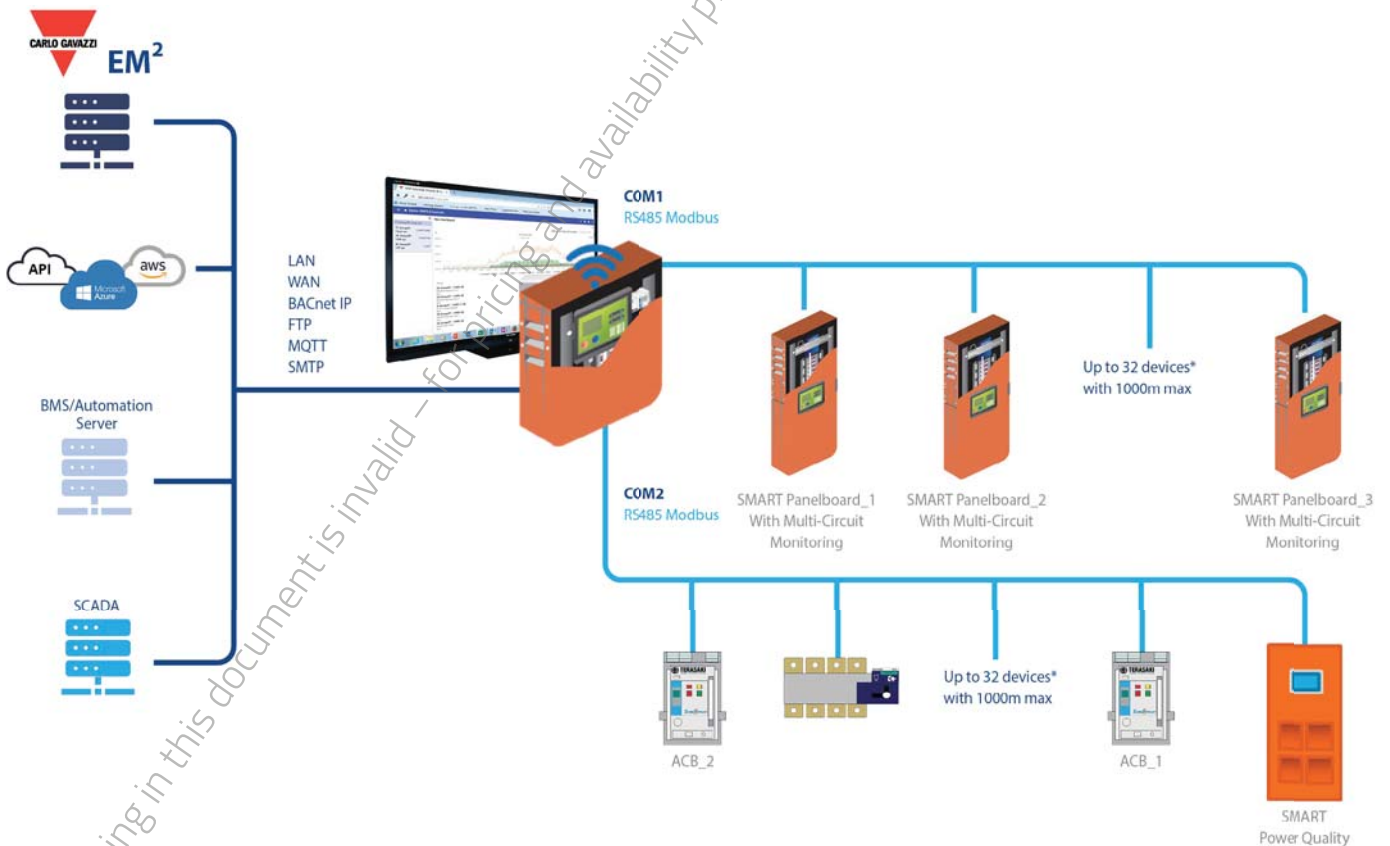 CARLO GAVAZZI
EM²
API
Microsoft
Azure
aws
BMS/Automation
Server
SCADA
LAN
WAN
BACnet IP
FTP
MQTT
SMTP
COM1
RS485 Modbus
Up to 32 devices*
with 1000m max
SMART Panelboard_1
With Multi-Circuit
Monitoring
SMART Panelboard_2
With Multi-Circuit
Monitoring
SMART Panelboard_3
With Multi-Circuit
Monitoring
COM2
RS485 Modbus
TERASAKI
ACB_2
Up to 32 devices*
with 1000m max
TERASAKI
ACB_1
SMART
Power Quality
ing in this document is invalid – for pricing and availability p